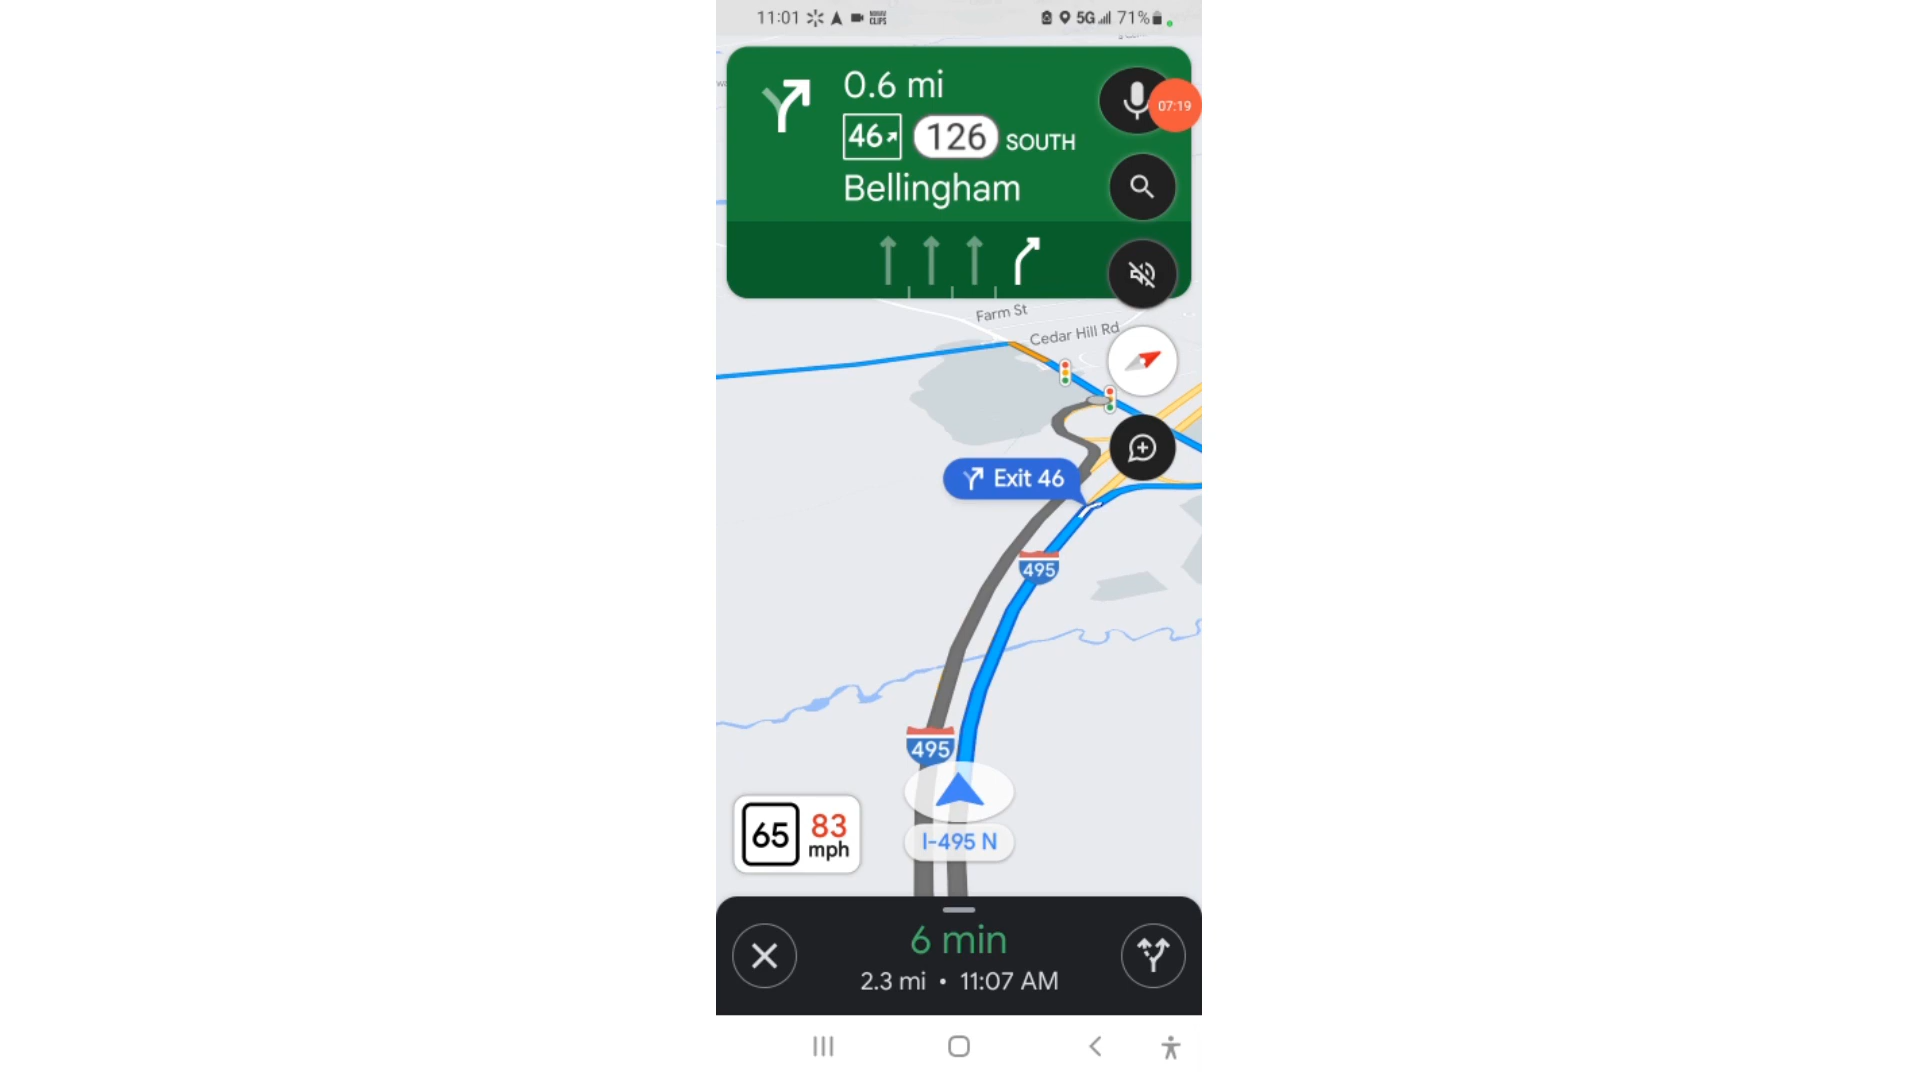 11:01
5G 71%
0.6 mi
07:19
46 126 SOUTH
Bellingham
Farm St
Cedar Hill Rd
Exit 46
495
495
65 83
mph
I-495 N
6 min
2.3 mi • 11:07 AM